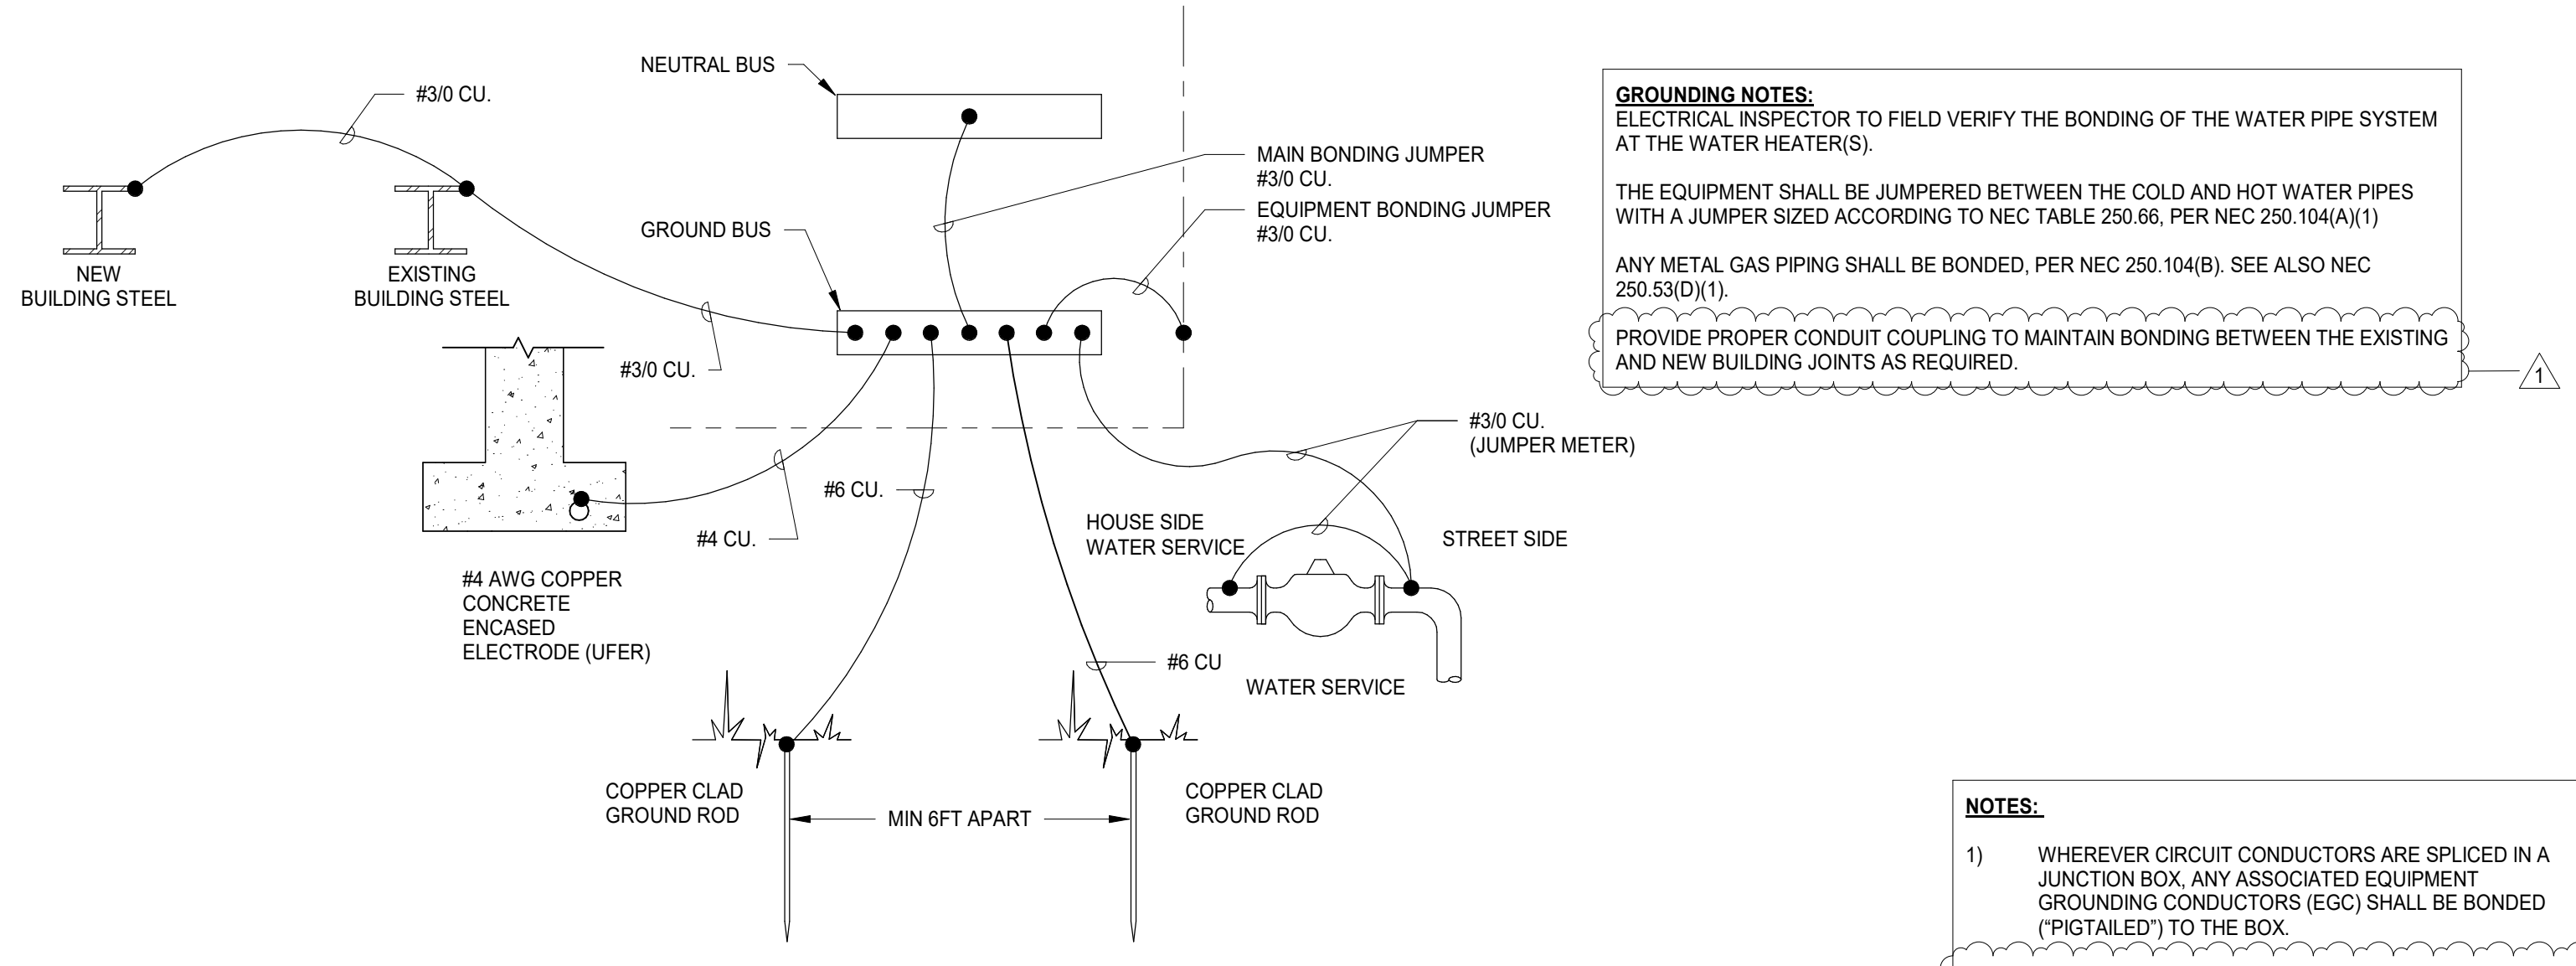 NEUTRAL BUS
#3/0 CU.
MAIN BONDING JUMPER
#3/0 CU.
EQUIPMENT BONDING JUMPER
#3/0 CU.
GROUND BUS
NEW
BUILDING STEEL
EXISTING
BUILDING STEEL
#3/0 CU.
#3/0 CU.
(JUMPER METER)
#6 CU.
#4 CU.
HOUSE SIDE
WATER SERVICE
STREET SIDE
#4 AWG COPPER
CONCRETE
ENCASED
ELECTRODE (UFER)
#6 CU
WATER SERVICE
COPPER CLAD
GROUND ROD
MIN 6FT APART
COPPER CLAD
GROUND ROD
GROUNDING NOTES:
ELECTRICAL INSPECTOR TO FIELD VERIFY THE BONDING OF THE WATER PIPE SYSTEM
AT THE WATER HEATER(S).
THE EQUIPMENT SHALL BE JUMPERED BETWEEN THE COLD AND HOT WATER PIPES
WITH A JUMPER SIZED ACCORDING TO NEC TABLE 250.66, PER NEC 250.104(A)(1)
ANY METAL GAS PIPING SHALL BE BONDED, PER NEC 250.104(B). SEE ALSO NEC
250.53(D)(1).
PROVIDE PROPER CONDUIT COUPLING TO MAINTAIN BONDING BETWEEN THE EXISTING
AND NEW BUILDING JOINTS AS REQUIRED.
1
NOTES:
1) WHEREVER CIRCUIT CONDUCTORS ARE SPLICED IN A
JUNCTION BOX, ANY ASSOCIATED EQUIPMENT
GROUNDING CONDUCTORS (EGC) SHALL BE BONDED
(“PIGTAILED”) TO THE BOX.